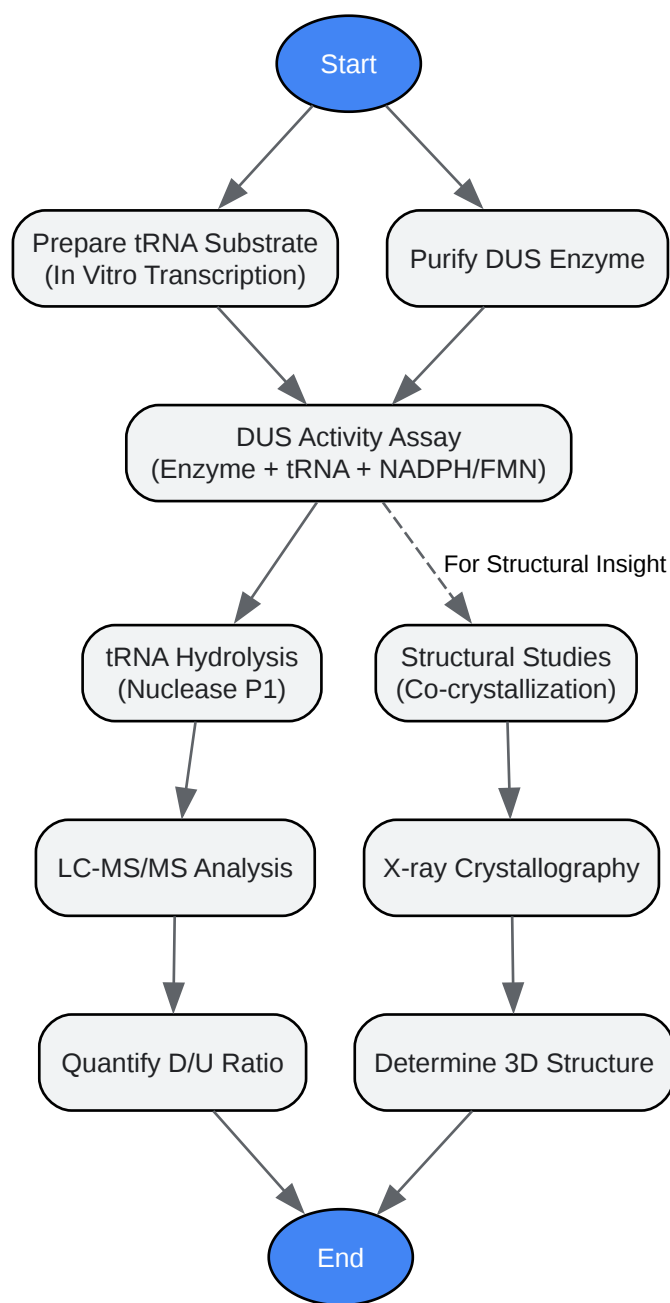 Start
Prepare tRNA Substrate
(In Vitro Transcription)
Purify DUS Enzyme
DUS Activity Assay
(Enzyme + tRNA + NADPH/FMN)
For Structural Insight
tRNA Hydrolysis
(Nuclease P1)
Structural Studies
(Co-crystallization)
LC-MS/MS Analysis
X-ray Crystallography
Quantify D/U Ratio
Determine 3D Structure
End